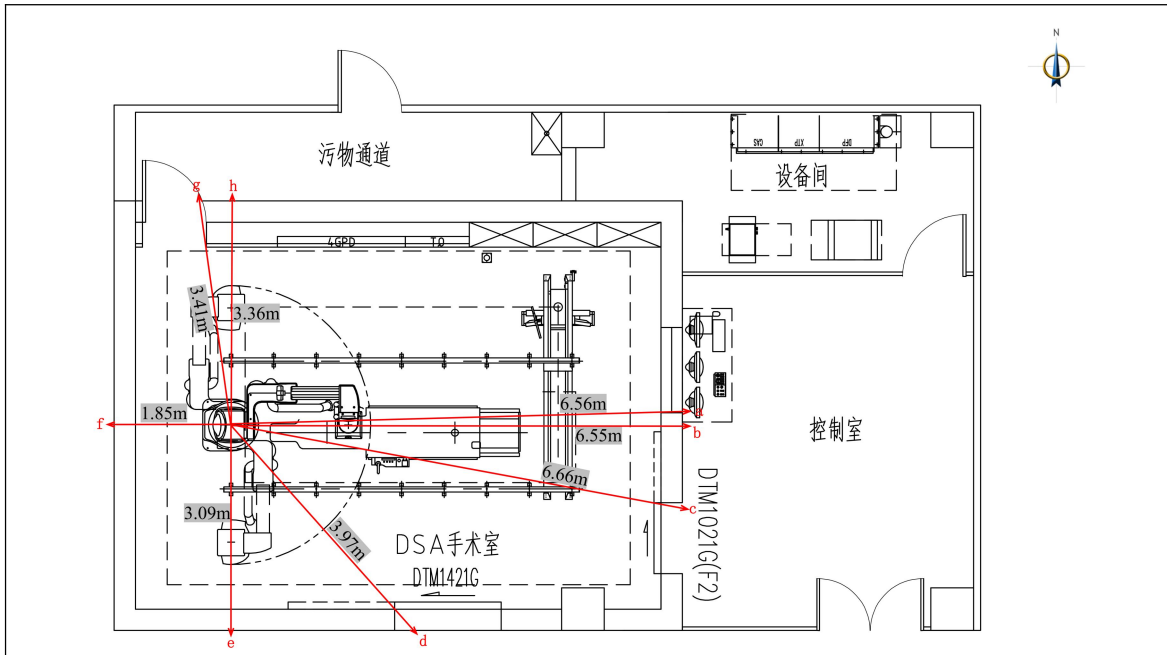 N
污物通道
CAS
XTP
DFP
设备间
g
h
4GPD
TQ
3.41m
3.36m
1.85m
6.56m
a
f
b
6.55m
控制室
6.66m
c
3.09m
3.97m
DSA手术室
DTM1421G
DTM1021G(F2)
e
d